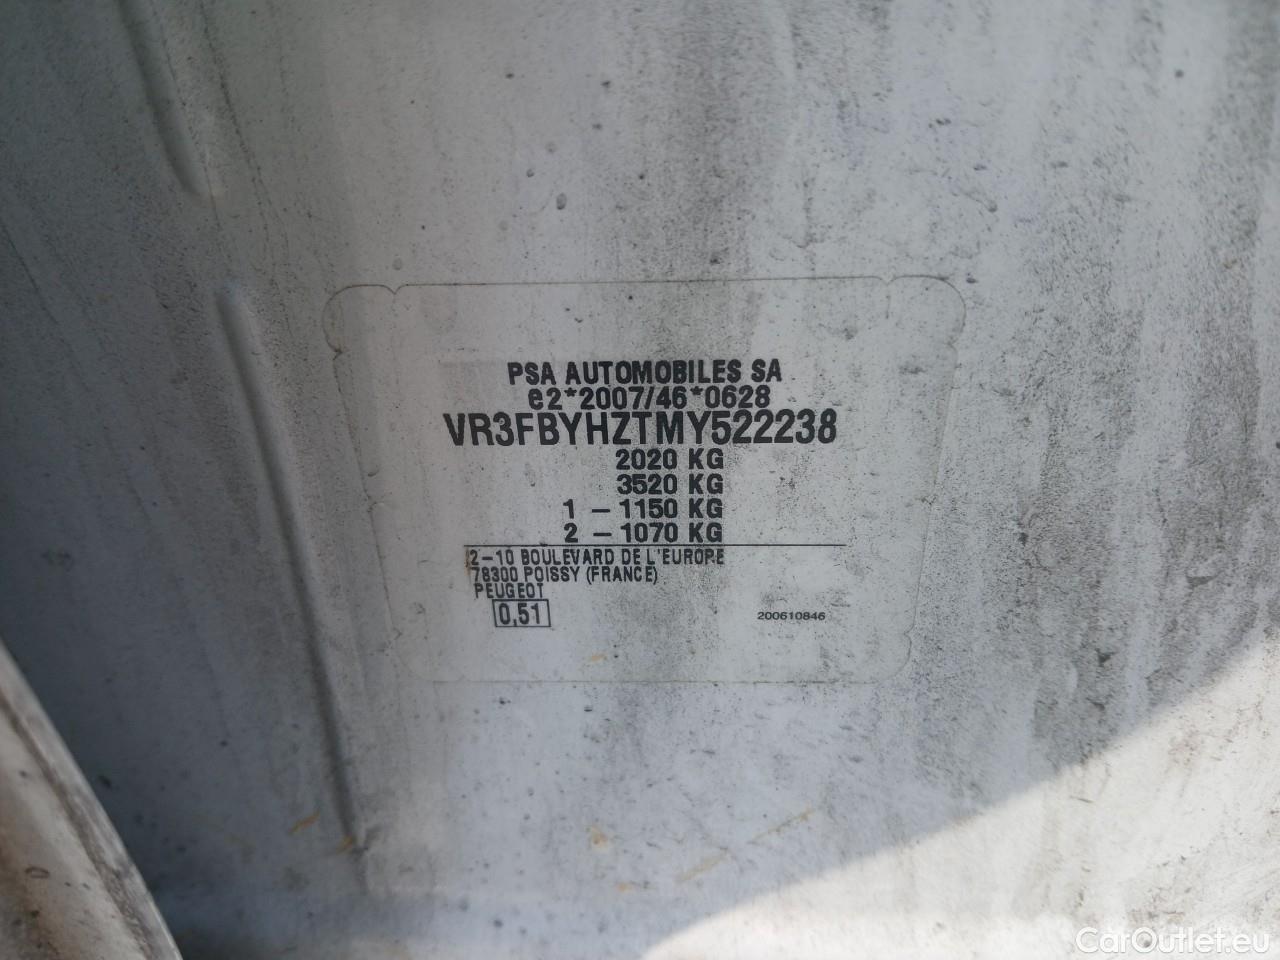 PSA AUTOMOBILES SA
e2*2007/46*0628
VR3FBYHZTMY522238
2020 KG
3520 KG
1 - 1150 KG
2 - 1070 KG
2-10 BOULEVARD DE L'EUROPE
78300 POISSY (FRANCE)
PEUGEOT
0,51
200610846
CarOutlet.eu